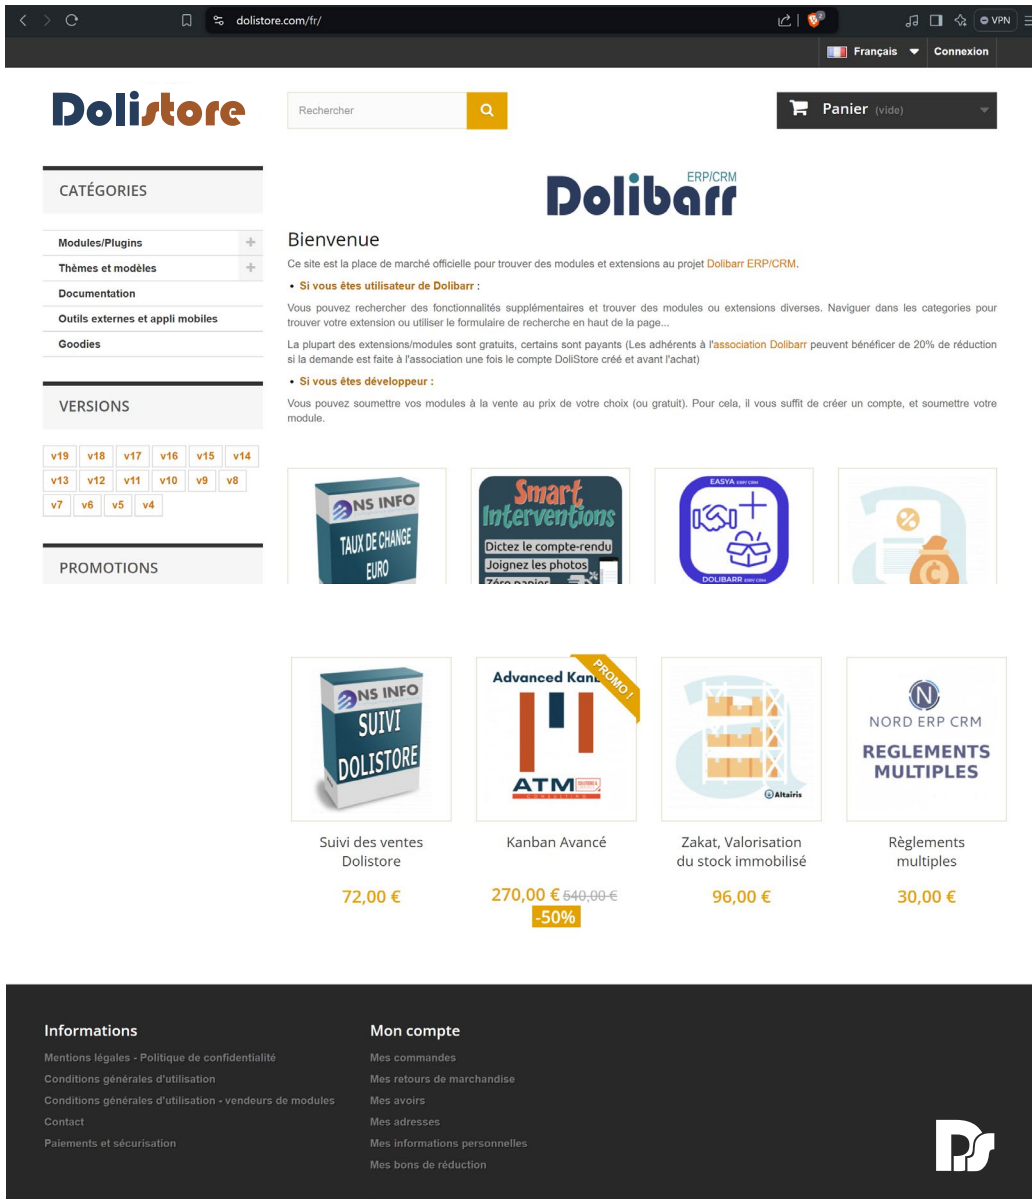 dolistore.com/fr/
VPN
Français
Connexion
Dolistore
Rechercher
Panier (vide)
CATÉGORIES
Modules/Plugins
Thèmes et modèles
Documentation
Outils externes et appli mobiles
Goodies
VERSIONS
v19 v18 v17 v16 v15 v14
v13 v12 v11 v10 v9 v8
v7 v6 v5 v4
PROMOTIONS
Dolibarr ERP/CRM
Bienvenue
Ce site est la place de marché officielle pour trouver des modules et extensions au projet Dolibarr ERP/CRM.
• Si vous êtes utilisateur de Dolibarr :
Vous pouvez rechercher des fonctionnalités supplémentaires et trouver des modules ou extensions diverses. Naviguer dans les categories pour
trouver votre extension ou utiliser le formulaire de recherche en haut de la page...
La plupart des extensions/modules sont gratuits, certains sont payants (Les adhérents à l'association Dolibarr peuvent bénéficer de 20% de réduction
si la demande est faite à l'association une fois le compte DoliStore créé et avant l'achat)
• Si vous êtes développeur :
Vous pouvez soumettre vos modules à la vente au prix de votre choix (ou gratuit). Pour cela, il vous suffit de créer un compte, et soumettre votre
module.
NS INFO
TAUX DE CHANGE
EURO
Smart
Interventions
Dictez le compte-rendu
Joignez les photos
Zéro papier
EASYA ERP/CRM
DOLIBARR ERP/CRM
NS INFO
SUIVI
DOLISTORE
Suivi des ventes
Dolistore
72,00 €
Advanced Kan
PROMO !
ATM
CONSULTING
Kanban Avancé
270,00 € 540,00 €
-50%
Altairis
Zakat, Valorisation
du stock immobilisé
96,00 €
N
NORD ERP CRM
REGLEMENTS
MULTIPLES
Règlements
multiples
30,00 €
Informations
Mentions légales - Politique de confidentialité
Conditions générales d'utilisation
Conditions générales d'utilisation - vendeurs de modules
Contact
Paiements et sécurisation
Mon compte
Mes commandes
Mes retours de marchandise
Mes avoirs
Mes adresses
Mes informations personnelles
Mes bons de réduction